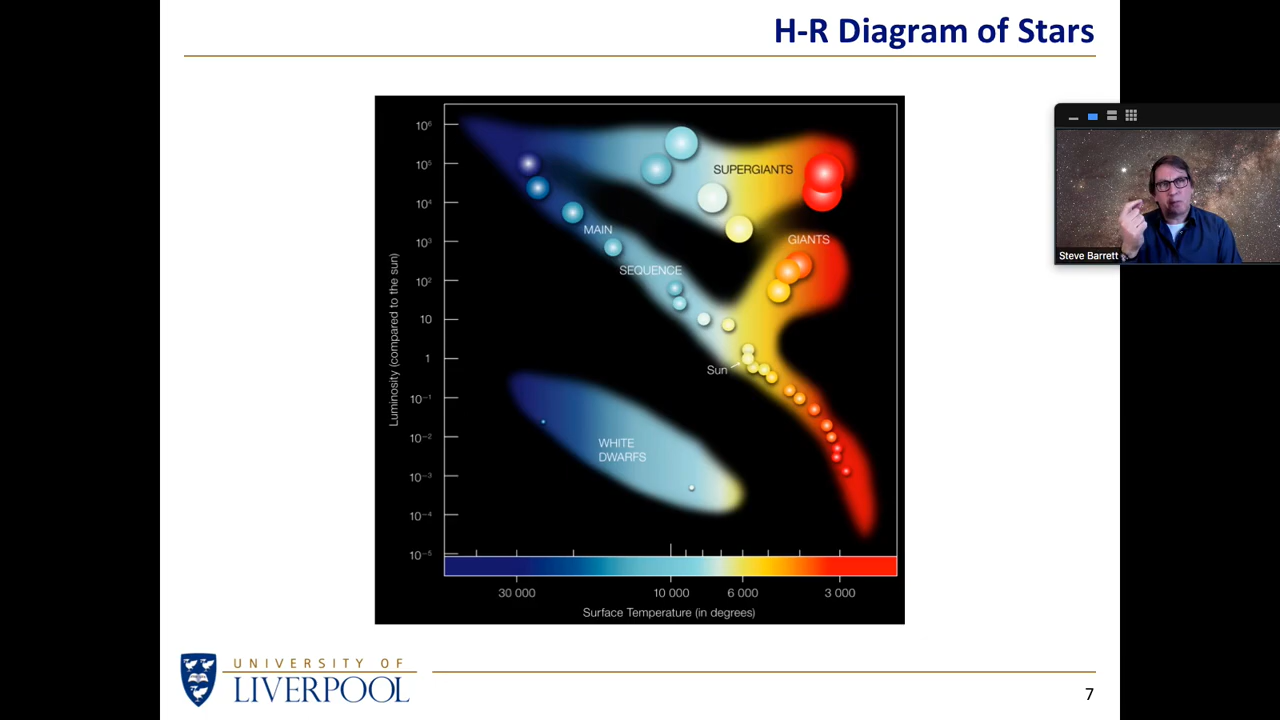 H-R Diagram of Stars
10⁶
10⁵
SUPERGIANTS
10⁴
MAIN
10³
GIANTS
SEQUENCE
10²
10
1
Sun
10⁻¹
10⁻²
WHITE
DWARFS
10⁻³
10⁻⁴
10⁻⁵
Luminosity (compared to the sun)
30 000
10 000
6 000
3 000
Surface Temperature (in degrees)
Steve Barrett
UNIVERSITY OF
LIVERPOOL
7